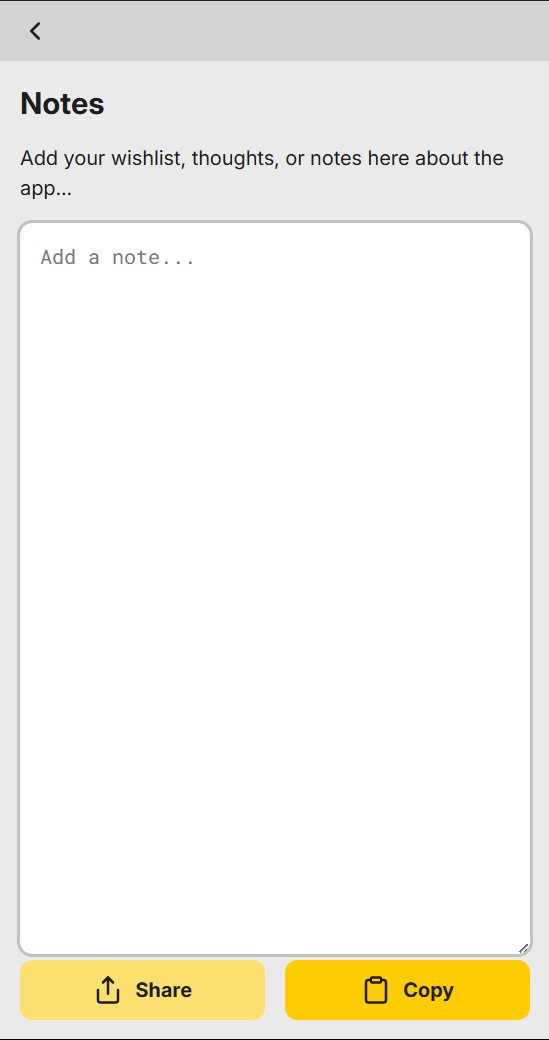 Notes
Add your wishlist, thoughts, or notes here about the
app...
Add a note...
Share
Copy